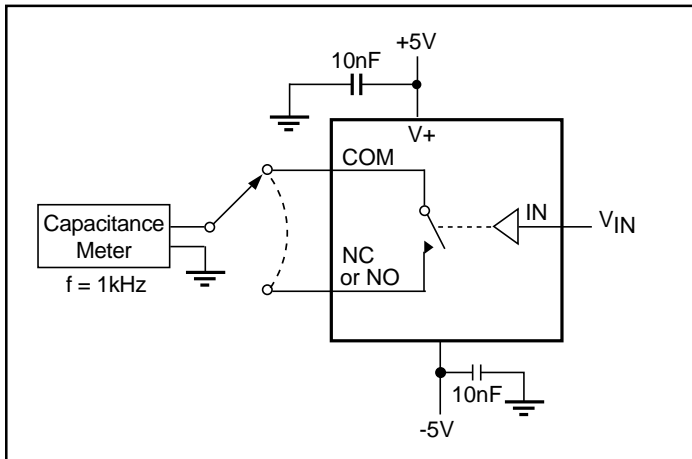 +5V
10nF
V+
COM
IN
VIN
Capacitance
Meter
f = 1kHz
NC
or NO
10nF
-5V